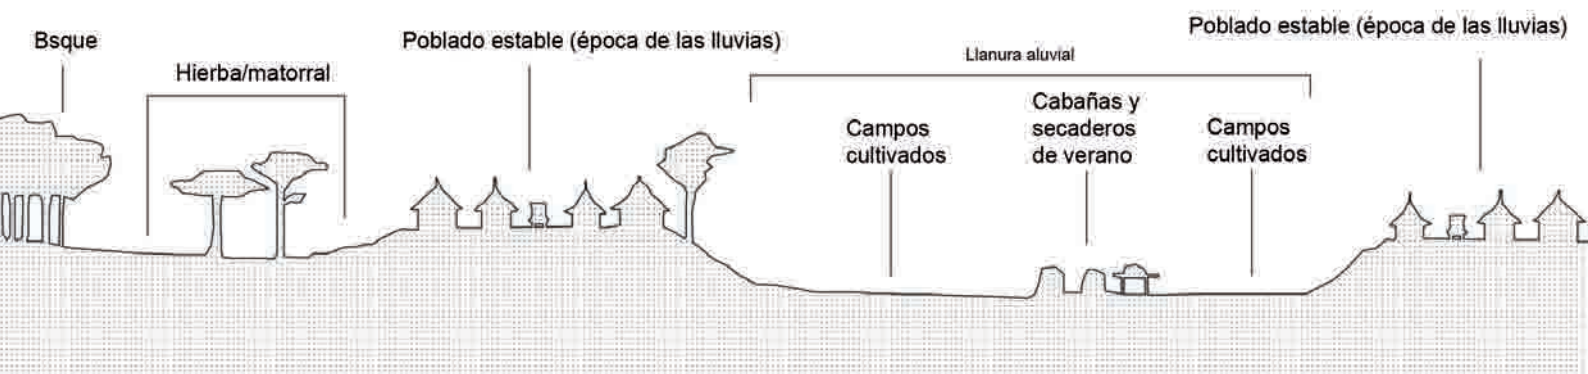 Bsque
Hierba/matorral
Poblado estable (época de las lluvias)
Llanura aluvial
Campos
cultivados
Cabañas y
secaderos
de verano
Campos
cultivados
Poblado estable (época de las lluvias)